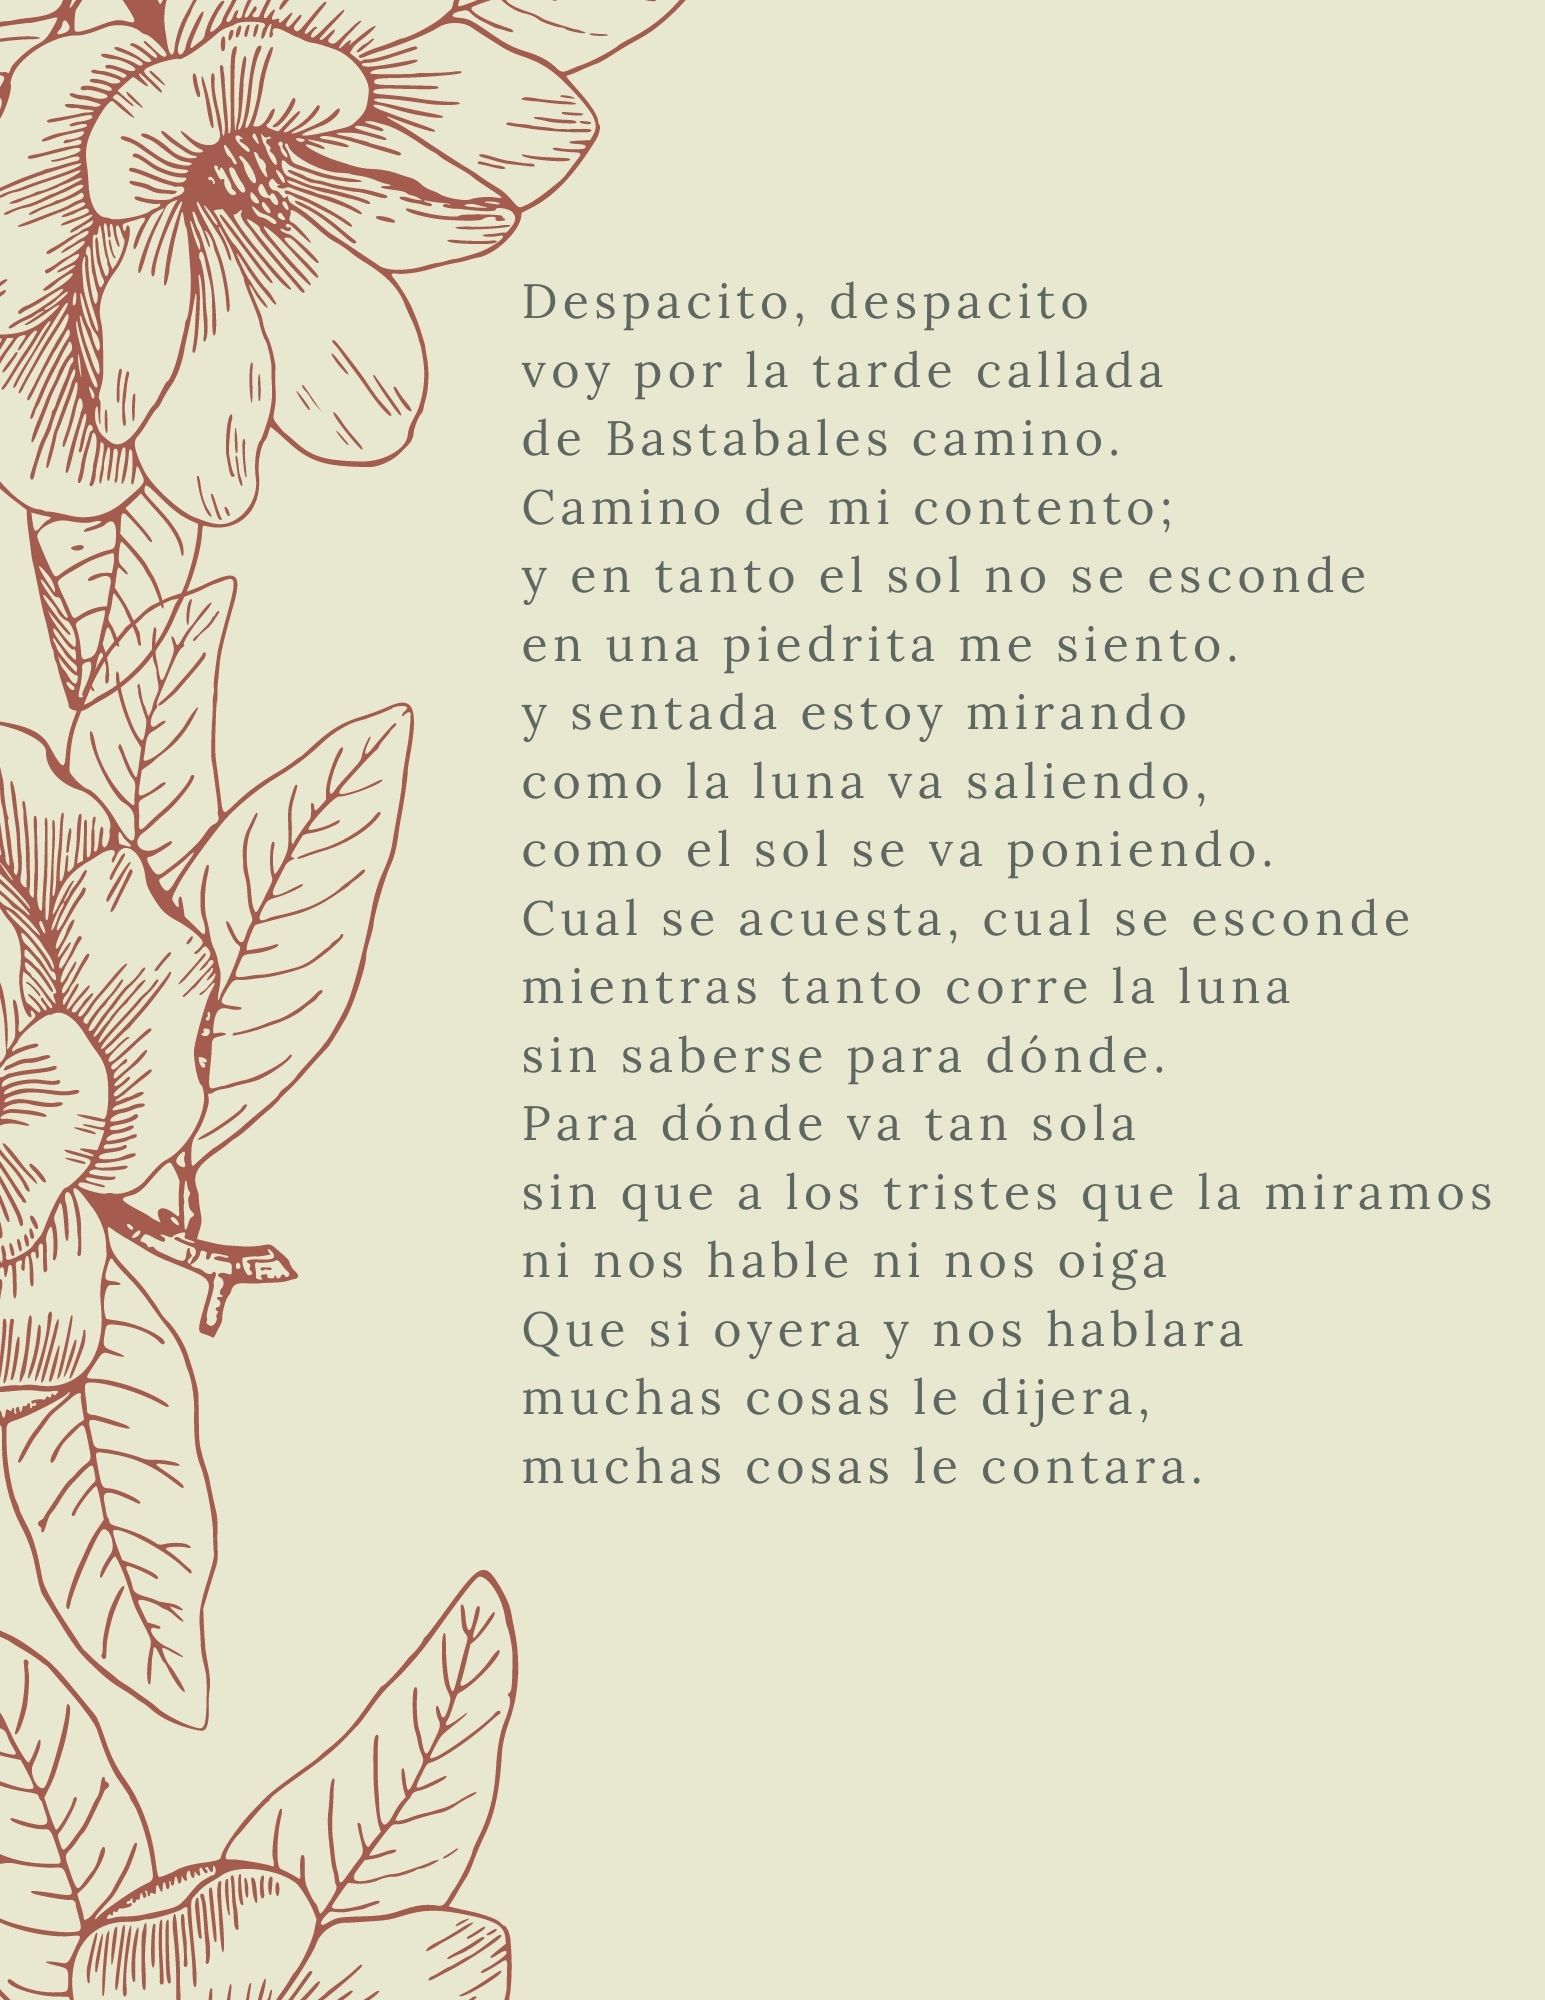 Despacito, despacito
voy por la tarde callada
de Bastabales camino.
Camino de mi contento;
y en tanto el sol no se esconde
en una piedrita me siento.
y sentada estoy mirando
como la luna va saliendo,
como el sol se va poniendo.
Cual se acuesta, cual se esconde
mientras tanto corre la luna
sin saberse para dónde.
Para dónde va tan sola
sin que a los tristes que la miramos
ni nos hable ni nos oiga
Que si oyera y nos hablara
muchas cosas le dijera,
muchas cosas le contara.